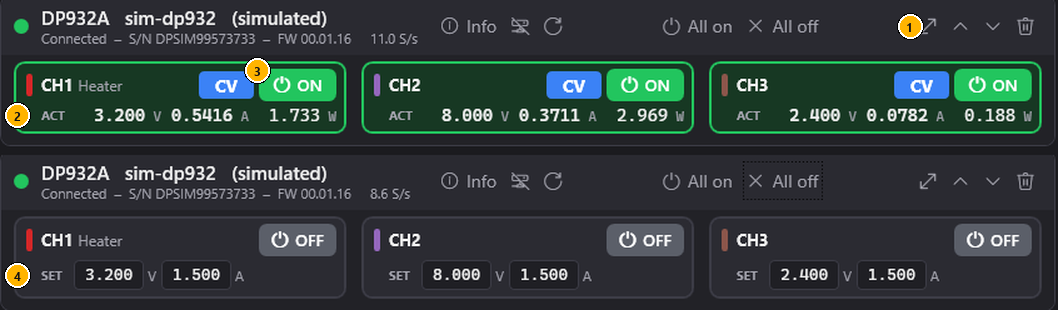 DP932A sim-dp932 (simulated)
Connected – S/N DPSIM99573733 – FW 00.01.16 11.0 S/s
Info
All on
All off
1
CH1 Heater CV 3 ON
2 ACT 3.200 V 0.5416 A 1.733 W
CH2 CV ON
ACT 8.000 V 0.3711 A 2.969 W
CH3 CV ON
ACT 2.400 V 0.0782 A 0.188 W
DP932A sim-dp932 (simulated)
Connected – S/N DPSIM99573733 – FW 00.01.16 8.6 S/s
Info
All on
All off
CH1 Heater OFF
4 SET 3.200 V 1.500 A
CH2 OFF
SET 8.000 V 1.500 A
CH3 OFF
SET 2.400 V 1.500 A